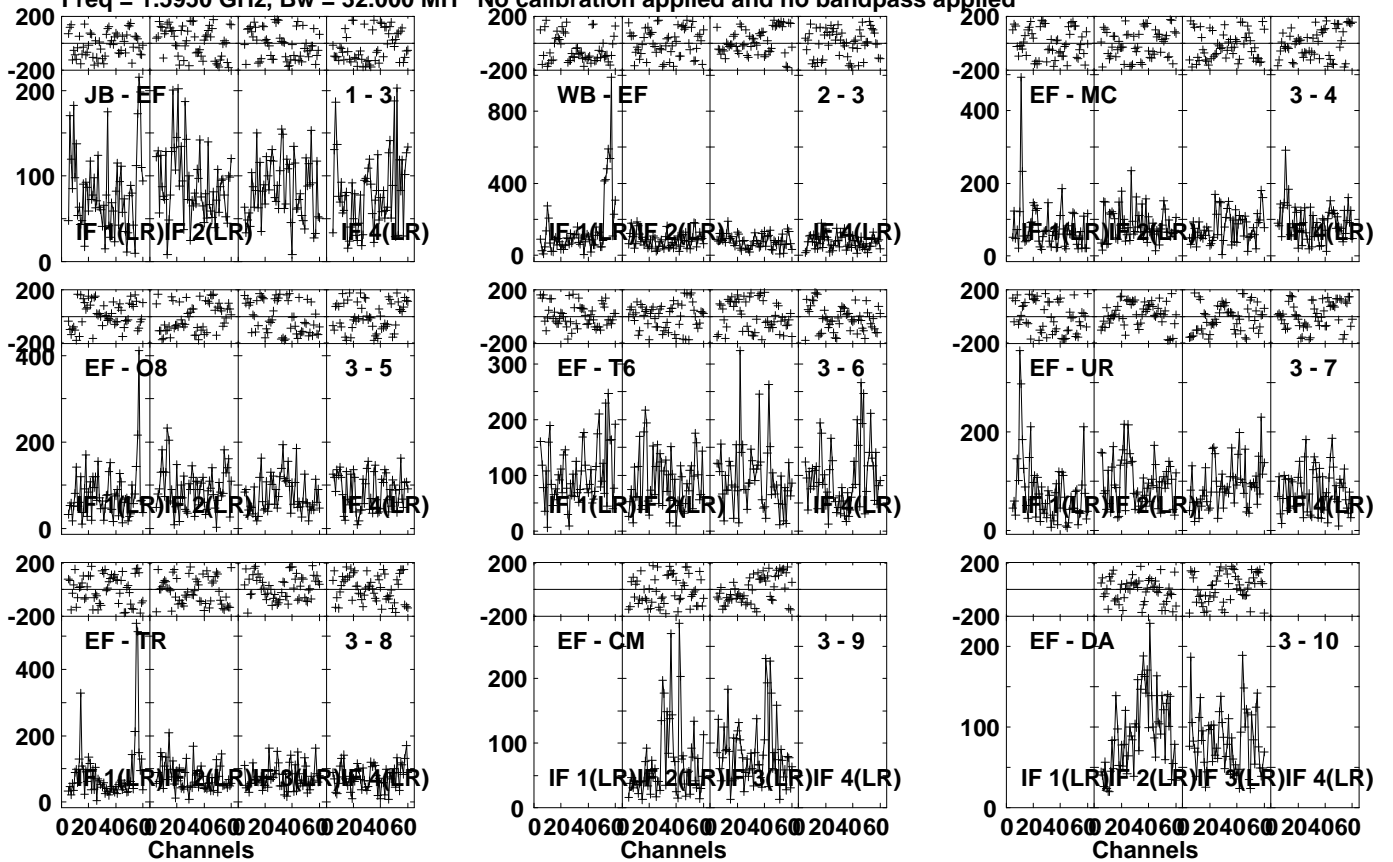 Freq = 1.5950 GHz, Bw = 32.000 MH No calibration applied and no bandpass applied
200 200 200
-200 -200 -200
JB - EF 1 - 3 WB - EF 2 - 3 EF - MC 3 - 4
200 800 400
100 400 200
IF 1(LR) IF 2(LR) IF 4(LR) IF 1(LR) IF 2(LR) IF 4(LR) IF 1(LR) IF 2(LR) IF 4(LR)
0 0 0
200 200 200
-200 -200 -200
400 300
EF - O8 3 - 5 EF - T6 3 - 6 EF - UR 3 - 7
200 200 200
100
IF 1(LR) IF 2(LR) IF 4(LR) IF 1(LR) IF 2(LR) IF 4(LR) IF 1(LR) IF 2(LR) IF 4(LR)
0 0 0
200 200 200
-200 -200 -200
EF - TR 3 - 8 EF - CM 3 - 9 EF - DA 3 - 10
400 200 200
200 100 100
IF 1(LR) IF 2(LR) IF 3(LR) IF 4(LR) IF 1(LR) IF 2(LR) IF 3(LR) IF 4(LR) IF 1(LR) IF 2(LR) IF 3(LR) IF 4(LR)
0 0 0
0 20 40 60 0 20 40 60 0 20 40 60 0 20 40 60 0 20 40 60 0 20 40 60 0 20 40 60 0 20 40 60 0 20 40 60 0 20 40 60 0 20 40 60 0 20 40 60
Channels Channels Channels